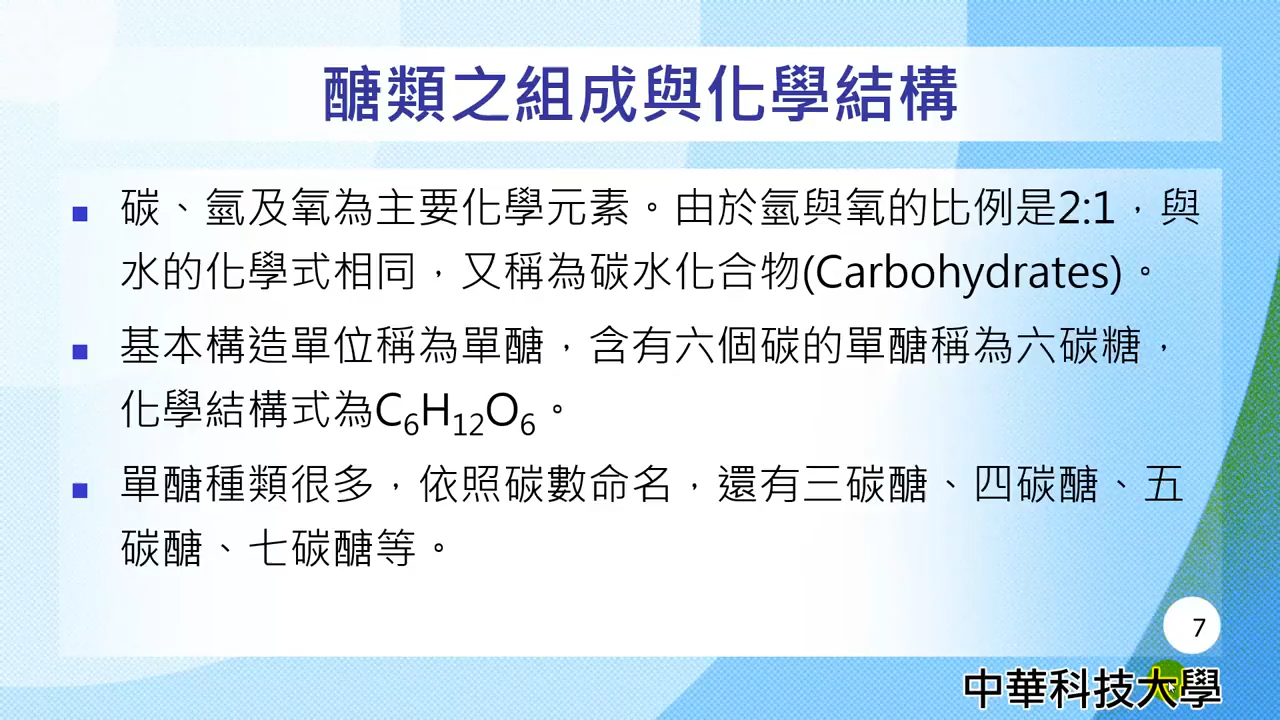 醣類之組成與化學結構
▪ 碳、氫及氧為主要化學元素。由於氫與氧的比例是2:1，與
水的化學式相同，又稱為碳水化合物(Carbohydrates)。
▪ 基本構造單位稱為單醣，含有六個碳的單醣稱為六碳糖，
化學結構式為C₆H₁₂O₆。
▪ 單醣種類很多，依照碳數命名，還有三碳醣、四碳醣、五
碳醣、七碳醣等。
7
中華科技大學